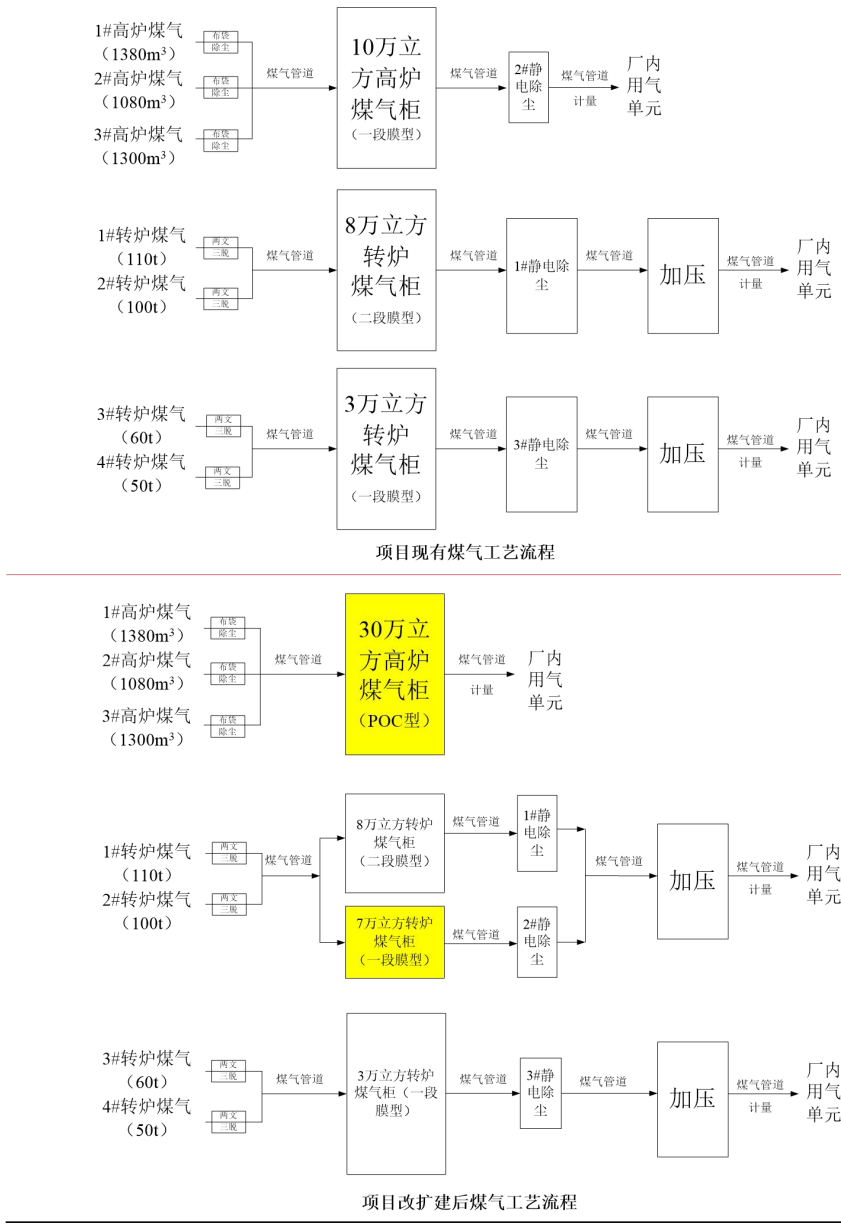 1#高炉煤气
（1380m³）
布袋
除尘
2#高炉煤气
（1080m³）
布袋
除尘
3#高炉煤气
（1300m³）
布袋
除尘
煤气管道
10万立
方高炉
煤气柜
（一段膜型）
煤气管道
2#静
电除
尘
煤气管道
计量
厂内
用气
单元
1#转炉煤气
（110t）
两文
三脱
2#转炉煤气
（100t）
两文
三脱
煤气管道
8万立方
转炉
煤气柜
（二段膜型）
煤气管道
1#静电除
尘
煤气管道
加压
煤气管道
计量
厂内
用气
单元
3#转炉煤气
（60t）
两文
三脱
4#转炉煤气
（50t）
两文
三脱
煤气管道
3万立方
转炉
煤气柜
（一段膜型）
煤气管道
3#静电除
尘
煤气管道
加压
煤气管道
计量
厂内
用气
单元
项目现有煤气工艺流程
1#高炉煤气
（1380m³）
布袋
除尘
2#高炉煤气
（1080m³）
布袋
除尘
3#高炉煤气
（1300m³）
布袋
除尘
煤气管道
30万立
方高炉
煤气柜
（POC型）
煤气管道
计量
厂内
用气
单元
1#转炉煤气
（110t）
两文
三脱
2#转炉煤气
（100t）
两文
三脱
煤气管道
8万立方转炉
煤气柜
（二段膜型）
煤气管道
1#静
电除
尘
7万立方转炉
煤气柜
（一段膜型）
煤气管道
2#静
电除
尘
煤气管道
加压
煤气管道
计量
厂内
用气
单元
3#转炉煤气
（60t）
两文
三脱
4#转炉煤气
（50t）
两文
三脱
煤气管道
3万立方转炉
煤气柜（一段
膜型）
煤气管道
3#静
电除
尘
煤气管道
加压
煤气管道
计量
厂内
用气
单元
项目改扩建后煤气工艺流程